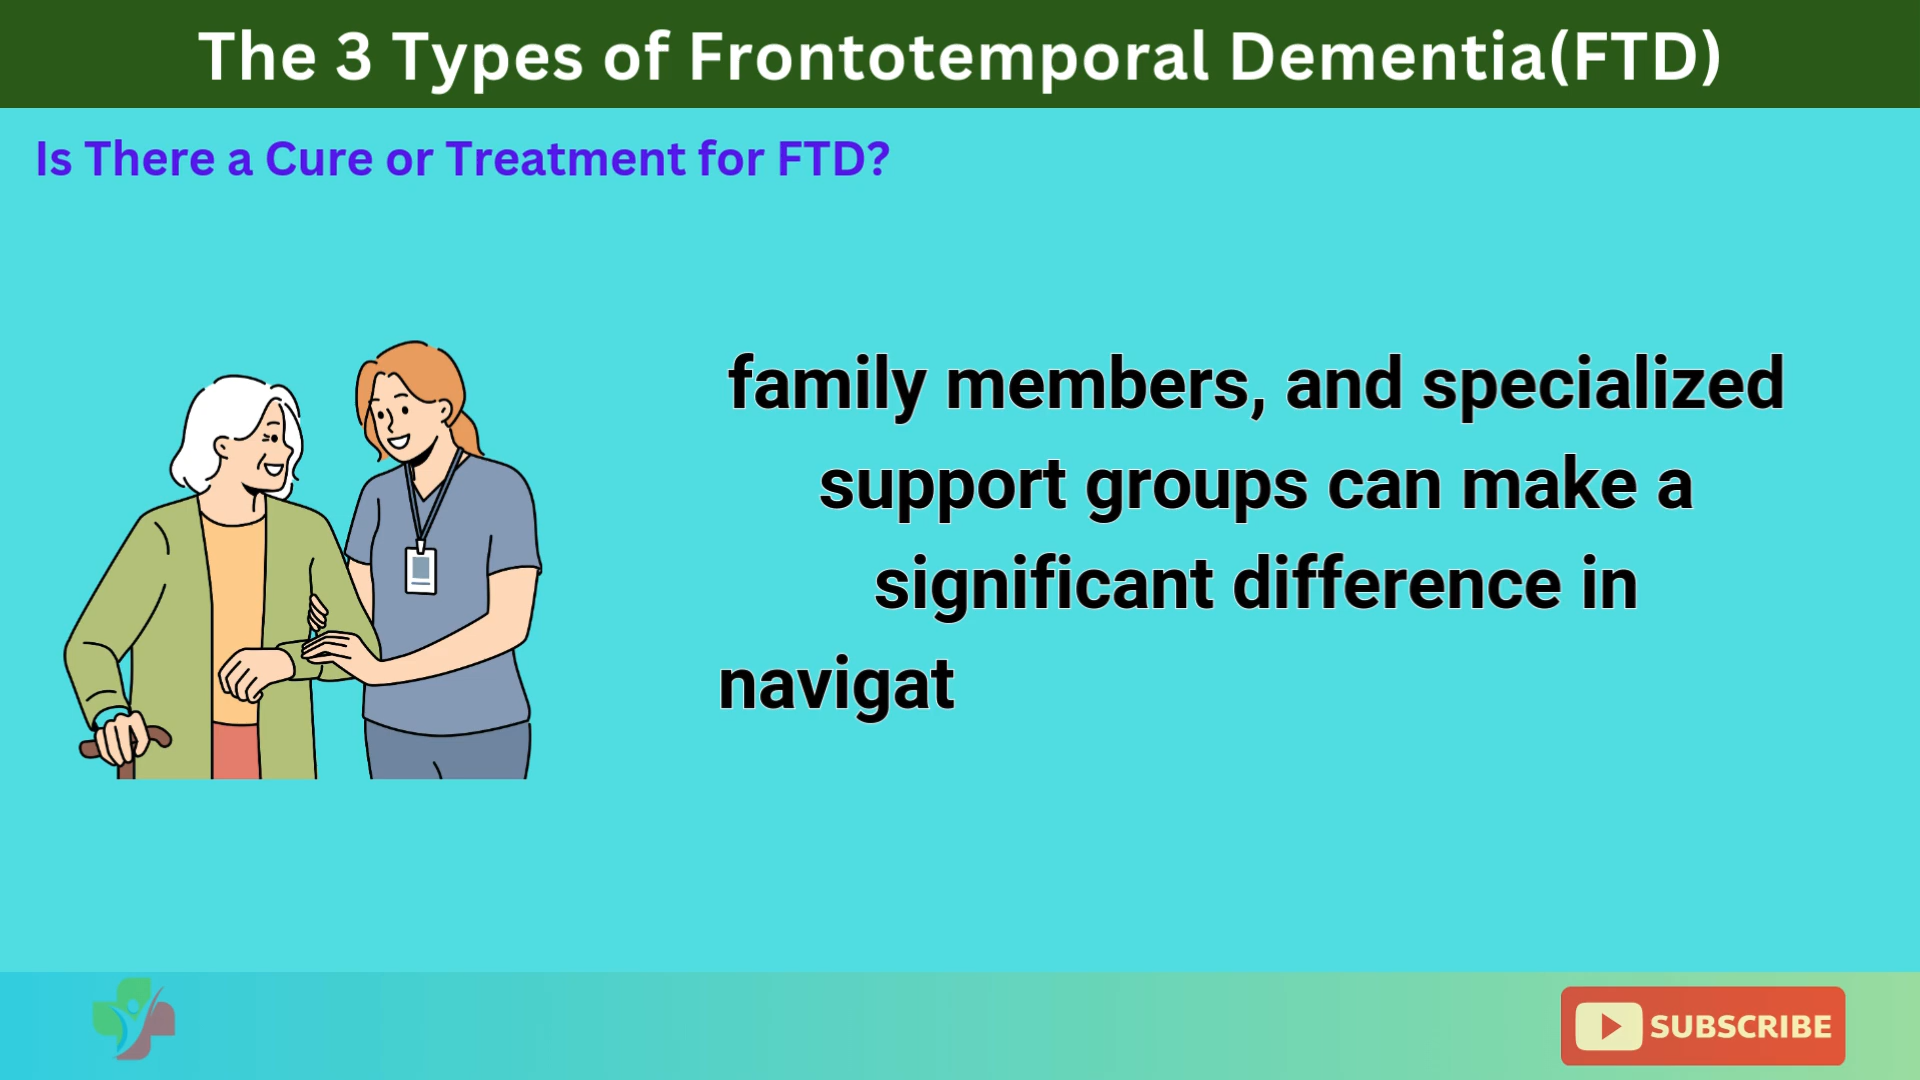 The 3 Types of Frontotemporal Dementia(FTD)
Is There a Cure or Treatment for FTD?
family members, and specialized
support groups can make a
significant difference in
navigat
SUBSCRIBE